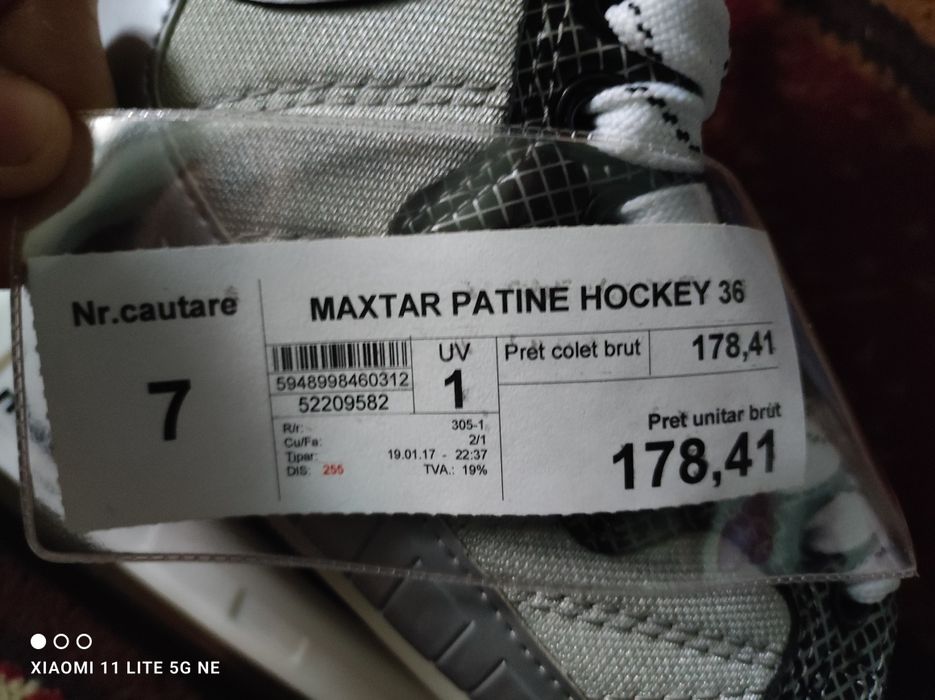 Nr.cautare
7
MAXTAR PATINE HOCKEY 36
5948998460312
52209582
UV
1
Pret colet brut 178,41
R/r: 305-1
Cu/Fa: 2/1
Tipar: 19.01.17 - 22:37
DIS: 255 TVA.: 19%
Pret unitar brut
178,41
XIAOMI 11 LITE 5G NE